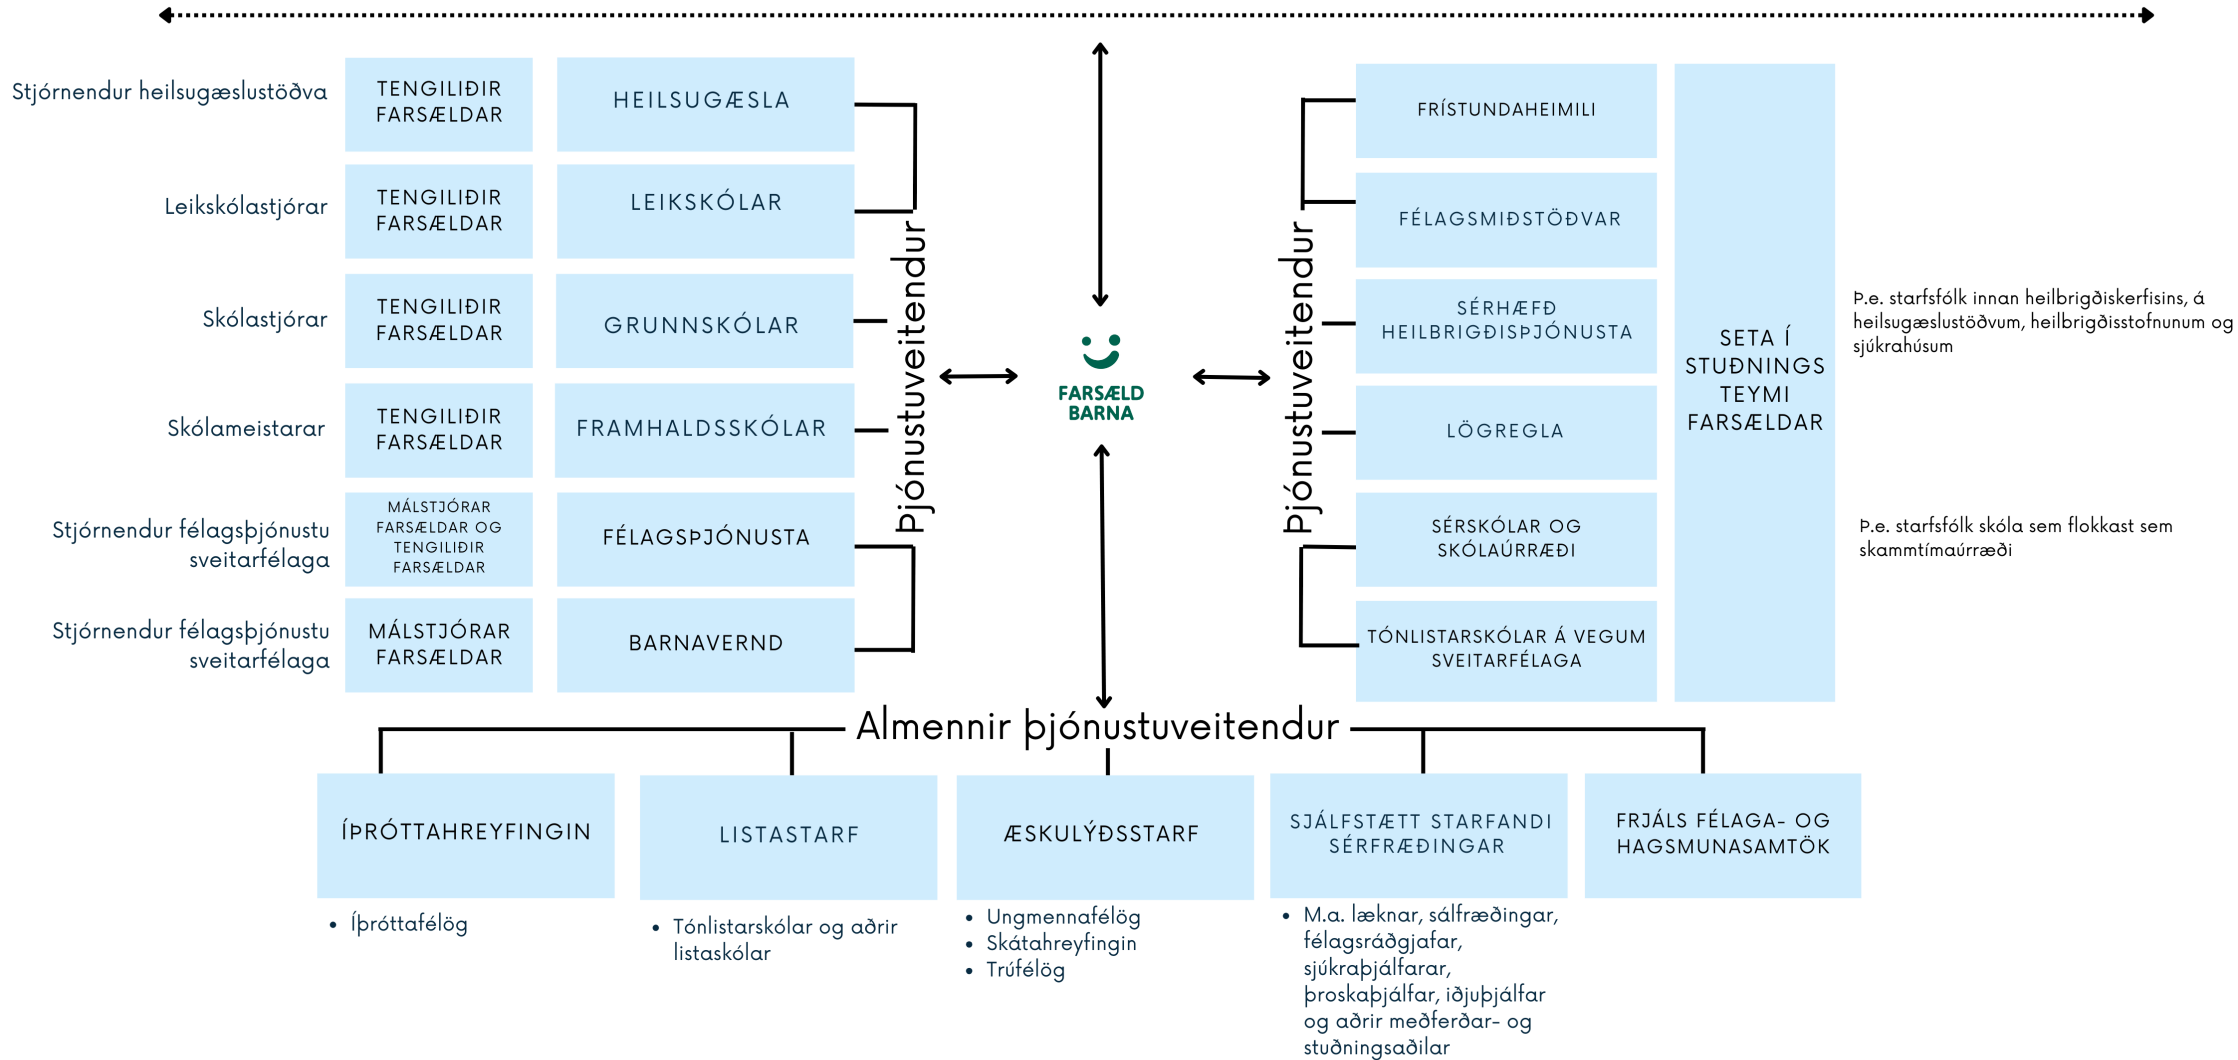 Stjórnendur heilsugæslustöðva
TENGILIÐIR
FARSÆLDAR
HEILSUGÆSLA
Leikskólastjórar
TENGILIÐIR
FARSÆLDAR
LEIKSKÓLAR
Skólastjórar
TENGILIÐIR
FARSÆLDAR
GRUNNSKÓLAR
Skólameistarar
TENGILIÐIR
FARSÆLDAR
FRAMHALDSSKÓLAR
Stjórnendur félagsþjónustu
sveitarfélaga
MÁLSTJÓRAR
FARSÆLDAR OG
TENGILIÐIR
FARSÆLDAR
FÉLAGSÞJÓNUSTA
Stjórnendur félagsþjónustu
sveitarfélaga
MÁLSTJÓRAR
FARSÆLDAR
BARNAVERND
Þjónustuveitendur
FARSÆLD
BARNA
Þjónustuveitendur
FRÍSTUNDAHEIMILI
FÉLAGSMIÐSTÖÐVAR
SÉRHÆFÐ
HEILBRIGÐISÞJÓNUSTA
LÖGREGLA
SÉRSKÓLAR OG
SKÓLAÚRRÆÐI
TÓNLISTARSKÓLAR Á VEGUM
SVEITARFÉLAGA
SETA Í
STUÐNINGS
TEYMI
FARSÆLDAR
Þ.e. starfsfólk innan heilbrigðiskerfisins, á
heilsugæslustöðvum, heilbrigðisstofnunum og
sjúkrahúsum
Þ.e. starfsfólk skóla sem flokkast sem
skammtímaúrræði
Almennir þjónustuveitendur
ÍÞRÓTTAHREYFINGIN
• Íþróttafélög
LISTASTARF
• Tónlistarskólar og aðrir
listaskólar
ÆSKULÝÐSSTARF
• Ungmennafélög
• Skátahreyfingin
• Trúfélög
SJÁLFSTÆTT STARFANDI
SÉRFRÆÐINGAR
• M.a. læknar, sálfræðingar,
félagsráðgjafar,
sjúkraþjálfarar,
þroskaþjálfar, iðjuþjálfar
og aðrir meðferðar- og
stuðningsaðilar
FRJÁLS FÉLAGA- OG
HAGSMUNASAMTÖK